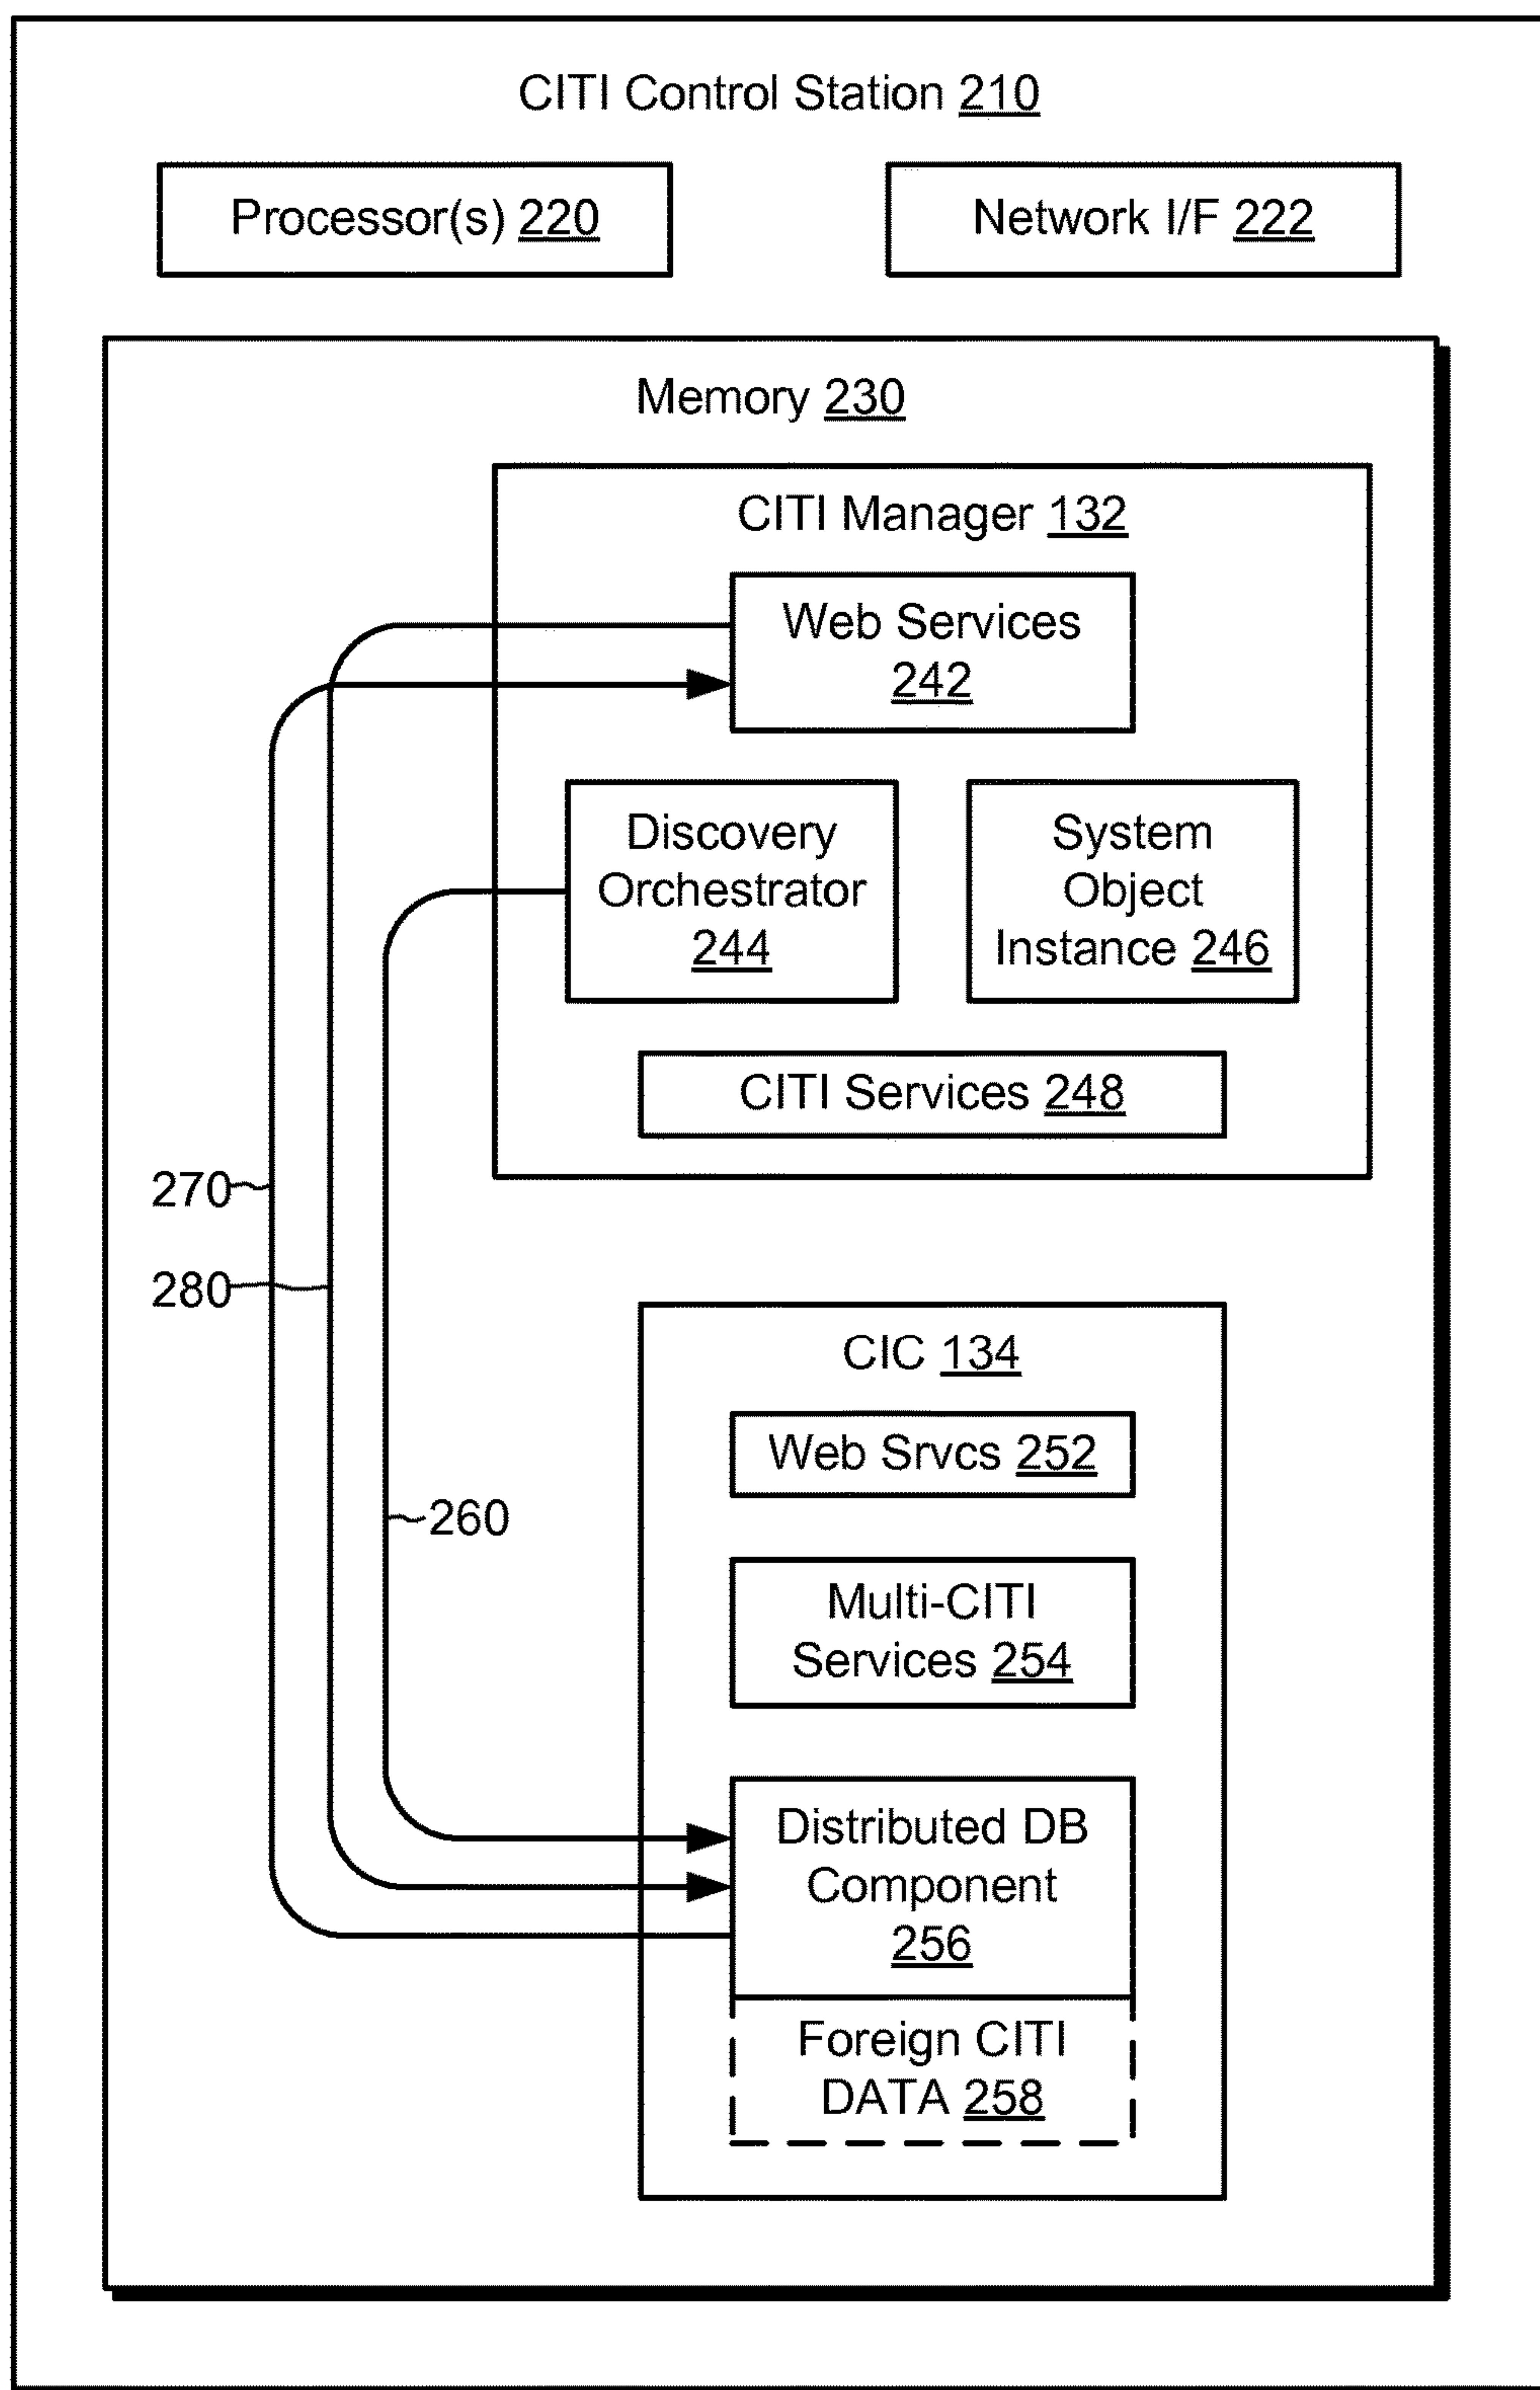 CITI Control Station 210
Processor(s) 220
Network I/F 222
Memory 230
CITI Manager 132
Web Services
242
Discovery
Orchestrator
244
System
Object
Instance 246
CITI Services 248
270
280
CIC 134
Web Srvcs 252
260
Multi-CITI
Services 254
Distributed DB
Component
256
Foreign CITI
DATA 258